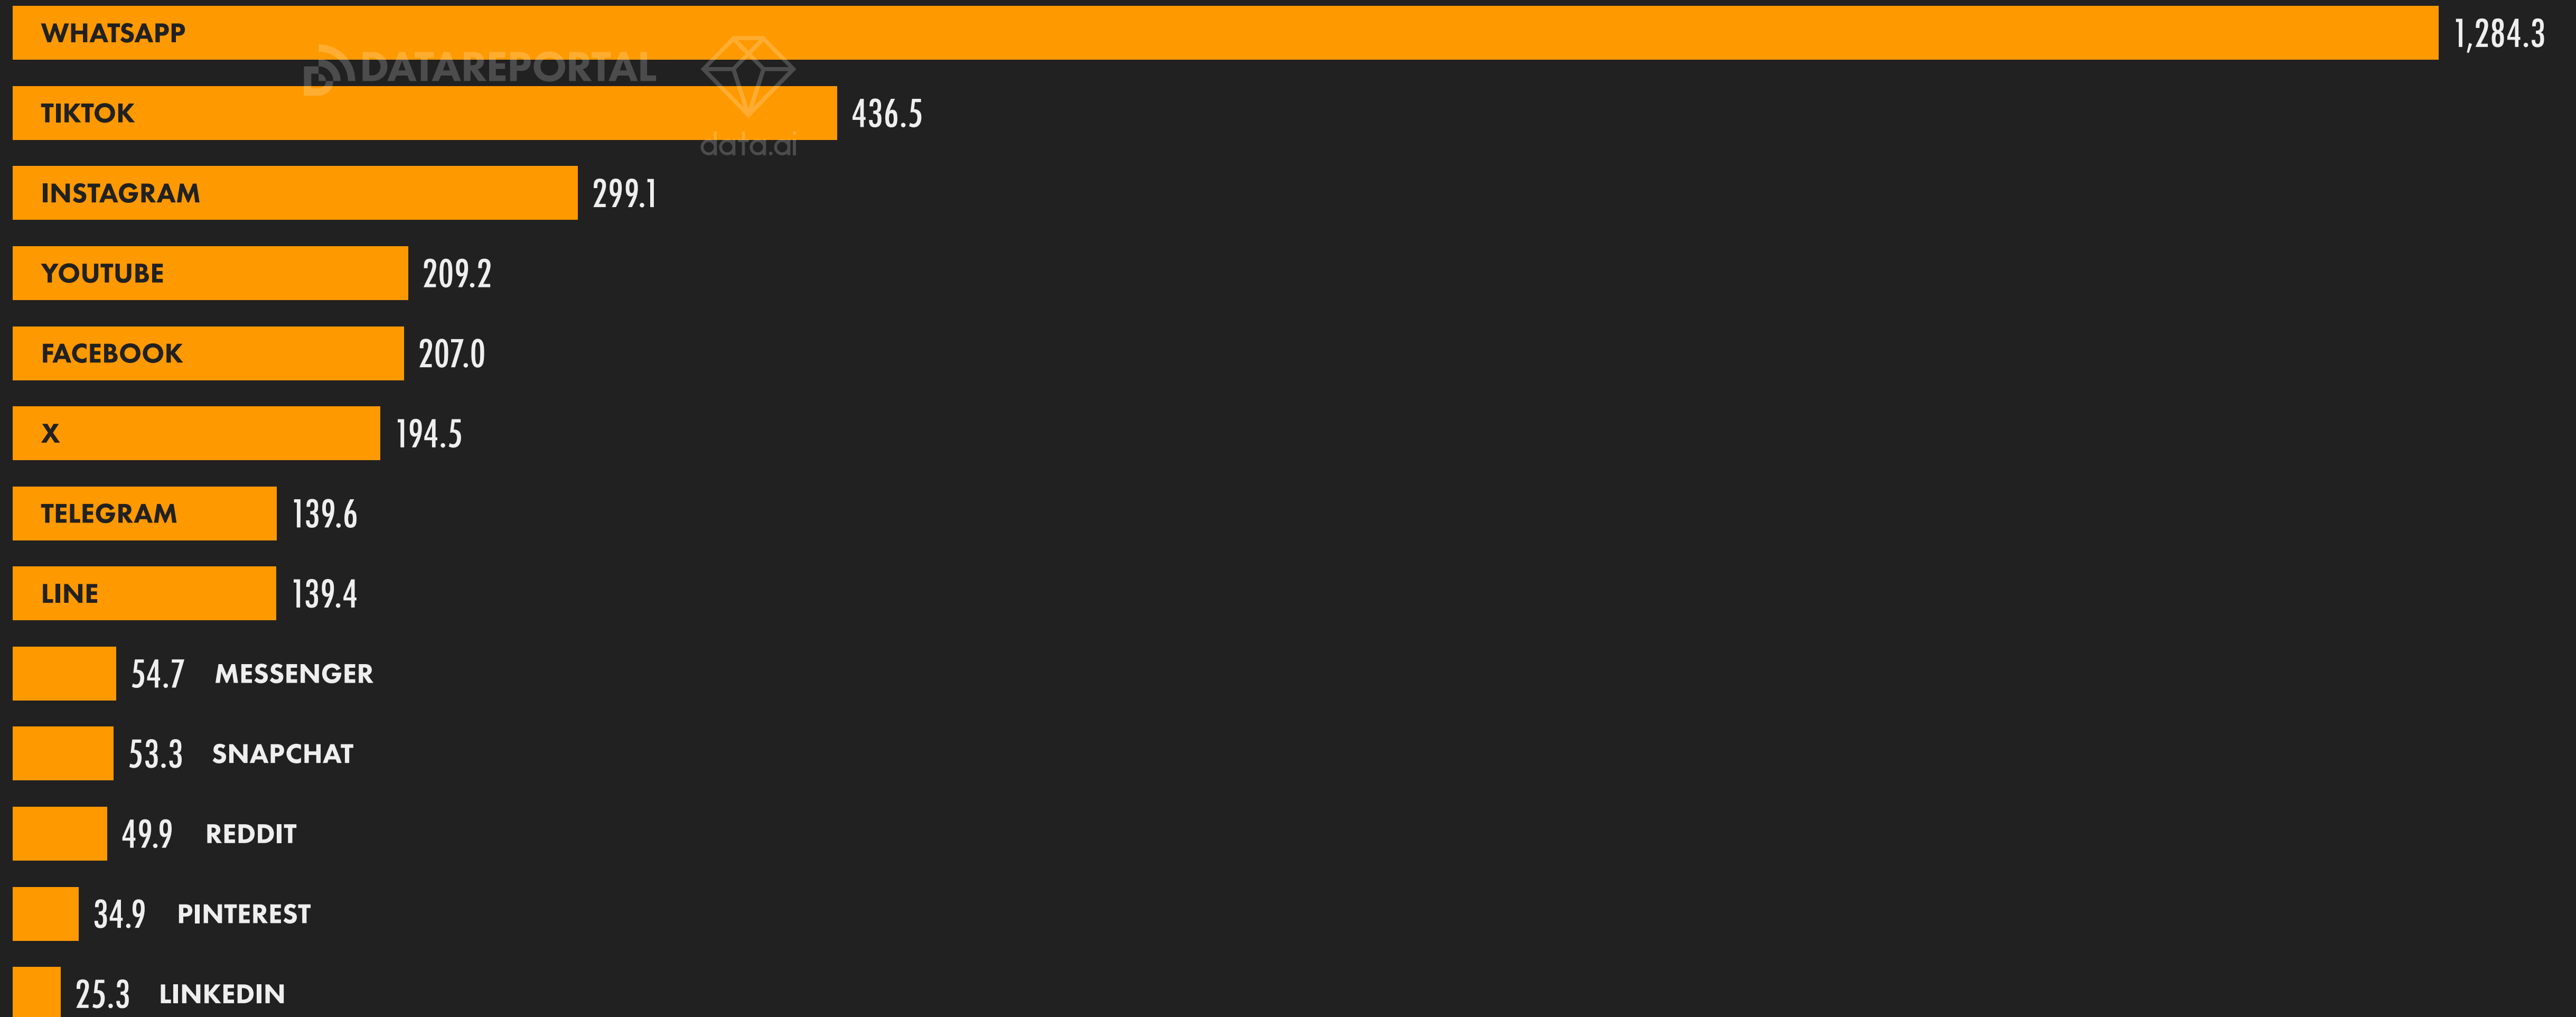 WHATSAPP 1,284.3
DATAREPORTAL
TIKTOK 436.5
data.ai
INSTAGRAM 299.1
YOUTUBE 209.2
FACEBOOK 207.0
X 194.5
TELEGRAM 139.6
LINE 139.4
54.7 MESSENGER
53.3 SNAPCHAT
49.9 REDDIT
34.9 PINTEREST
25.3 LINKEDIN